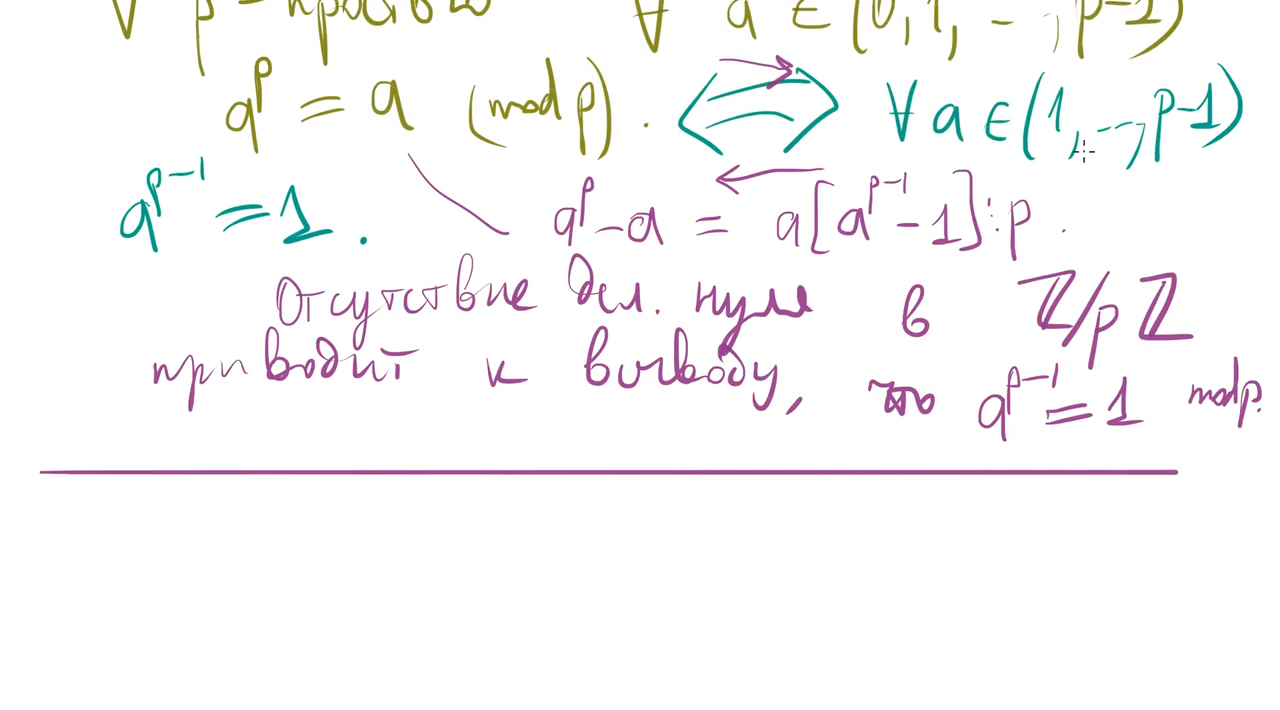 ∀ p - простого ∀ a ∈ (0, 1, -, p-1)
a^p = a (mod p). ⟺ ∀ a ∈ (1, --, p-1)
a^{p-1} = 1.
a^p - a = a[a^{p-1} - 1] ⋮ p.
Отсутствие дел. нуля в ℤ/pℤ
приводит к выводу, что a^{p-1} = 1 mod p.